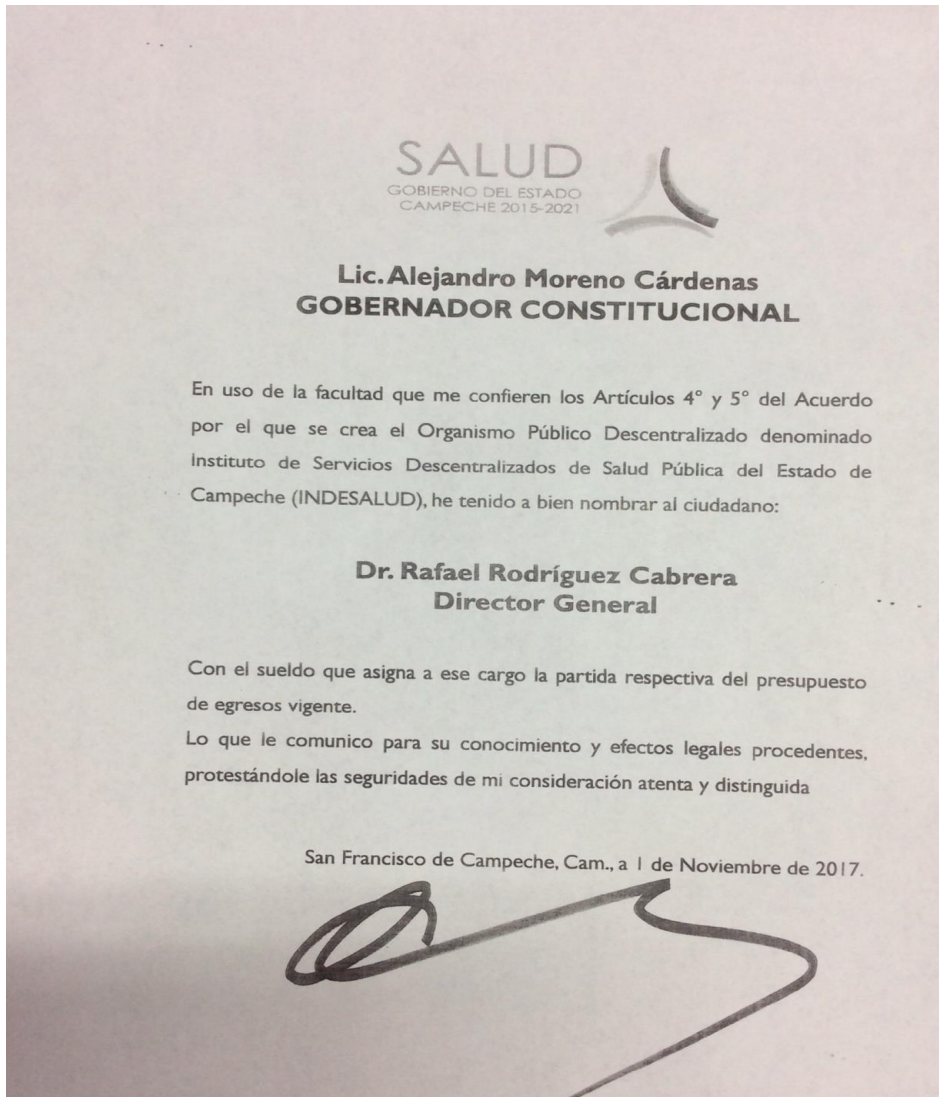 SALUD
GOBIERNO DEL ESTADO
CAMPECHE 2015-2021
Lic. Alejandro Moreno Cárdenas
GOBERNADOR CONSTITUCIONAL
En uso de la facultad que me confieren los Artículos 4° y 5° del Acuerdo
por el que se crea el Organismo Público Descentralizado denominado
Instituto de Servicios Descentralizados de Salud Pública del Estado de
Campeche (INDESALUD), he tenido a bien nombrar al ciudadano:
Dr. Rafael Rodríguez Cabrera
Director General
Con el sueldo que asigna a ese cargo la partida respectiva del presupuesto
de egresos vigente.
Lo que le comunico para su conocimiento y efectos legales procedentes,
protestándole las seguridades de mi consideración atenta y distinguida
San Francisco de Campeche, Cam., a 1 de Noviembre de 2017.